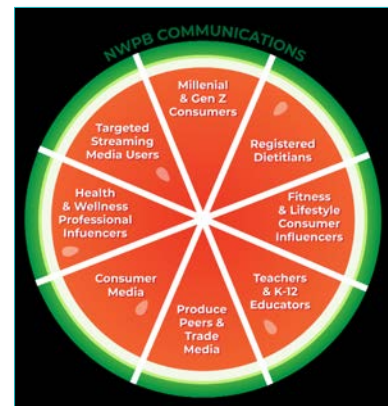 NWPB COMMUNICATIONS
Millenial
& Gen Z
Consumers
Registered
Dietitians
Fitness
& Lifestyle
Consumer
Influencers
Teachers
& K-12
Educators
Produce
Peers &
Trade
Media
Consumer
Media
Health
& Wellness
Professional
Infuencers
Targeted
Streaming
Media Users